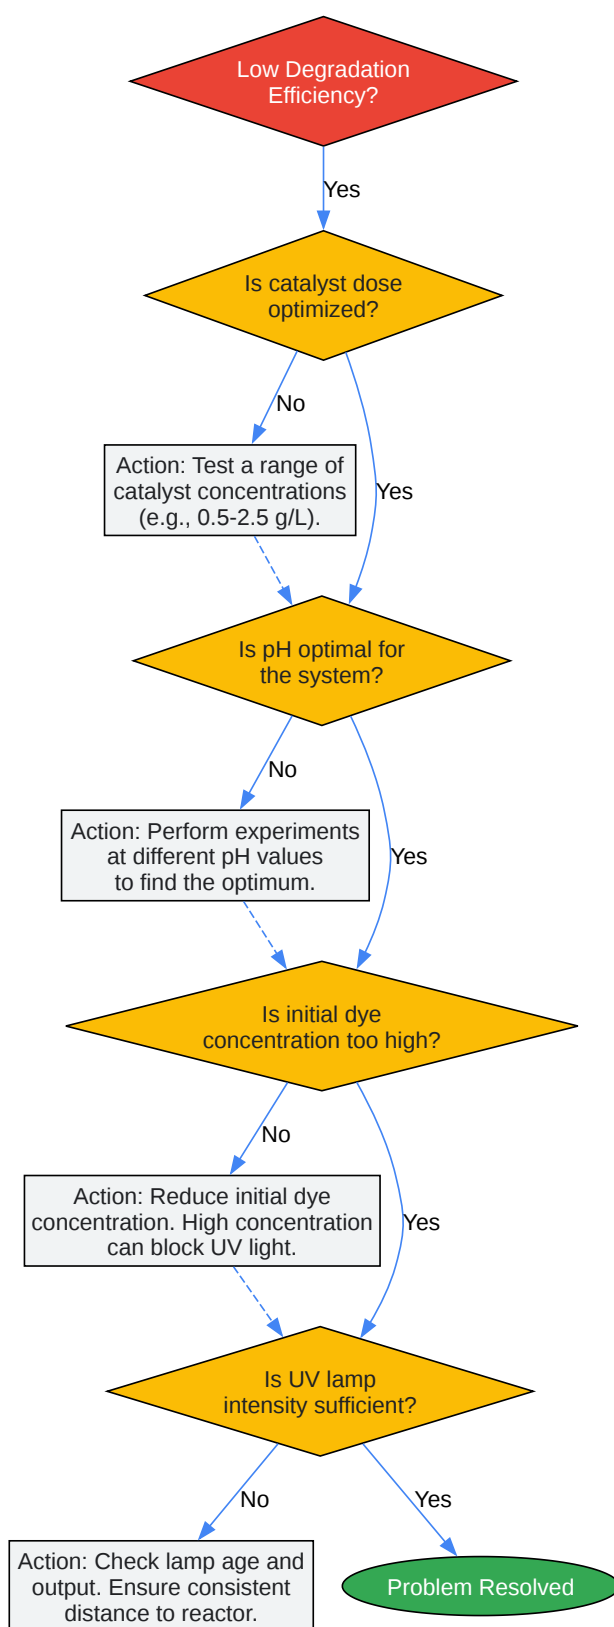 Low Degradation
Efficiency?
Yes
Is catalyst dose
optimized?
No
Action: Test a range of
catalyst concentrations
(e.g., 0.5-2.5 g/L).
Yes
Is pH optimal for
the system?
No
Action: Perform experiments
at different pH values
to find the optimum.
Yes
Is initial dye
concentration too high?
No
Action: Reduce initial dye
concentration. High concentration
can block UV light.
Yes
Is UV lamp
intensity sufficient?
No
Yes
Action: Check lamp age and
output. Ensure consistent
distance to reactor.
Problem Resolved